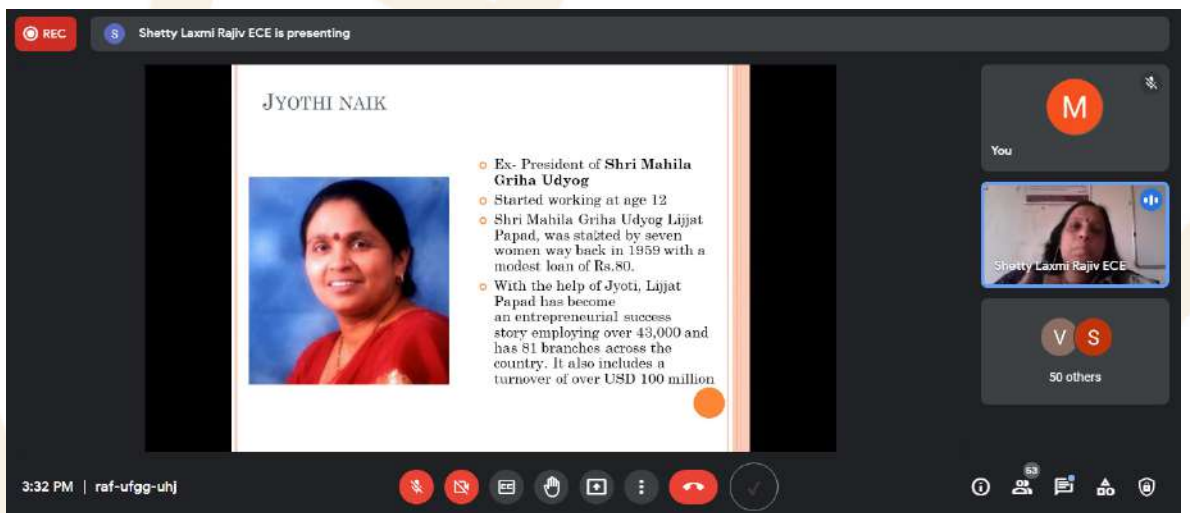 REC
S
Shetty Laxmi Rajiv ECE is presenting
JYOTHI NAIK
Ex- President of Shri Mahila
Griha Udyog
Started working at age 12
Shri Mahila Griha Udyog Lijjat
Papad, was started by seven
women way back in 1959 with a
modest loan of Rs.80.
With the help of Jyoti, Lijjat
Papad has become
an entrepreneurial success
story employing over 43,000 and
has 81 branches across the
country. It also includes a
turnover of over USD 100 million
M
You
Shetty Laxmi Rajiv ECE
V S
50 others
3:32 PM | raf-ufgg-uhj
CC
53